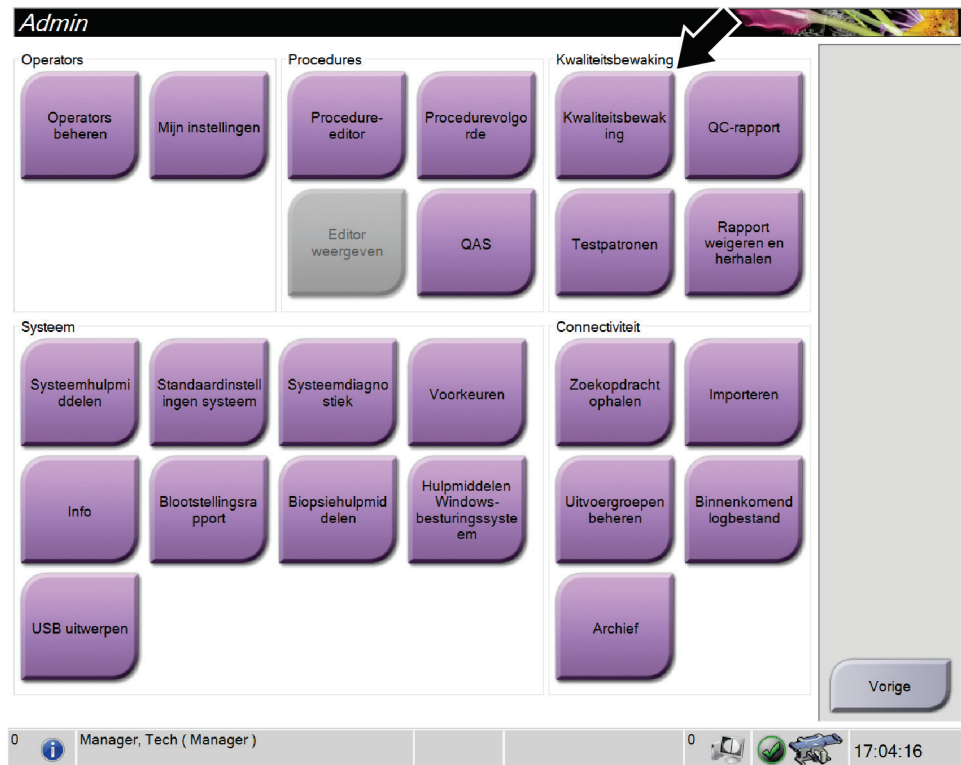 Admin
Operators
Operators
beheren
Mijn instellingen
Procedures
Procedure-
editor
Procedurevolgo
rde
Editor
weergeven
QAS
Kwaliteitsbewaking
Kwaliteitsbewak
ing
QC-rapport
Testpatronen
Rapport
weigeren en
herhalen
Systeem
Systeemhulpmi
ddelen
Standaardinstell
ingen systeem
Systeemdiagno
stiek
Voorkeuren
Info
Blootstellingsra
pport
Biopsiehulpmid
delen
Hulpmiddelen
Windows-
besturingssyste
em
USB uitwerpen
Connectiviteit
Zoekopdracht
ophalen
Importeren
Uitvoergroepen
beheren
Binnenkomend
logbestand
Archief
Vorige
0
Manager, Tech ( Manager )
0
17:04:16